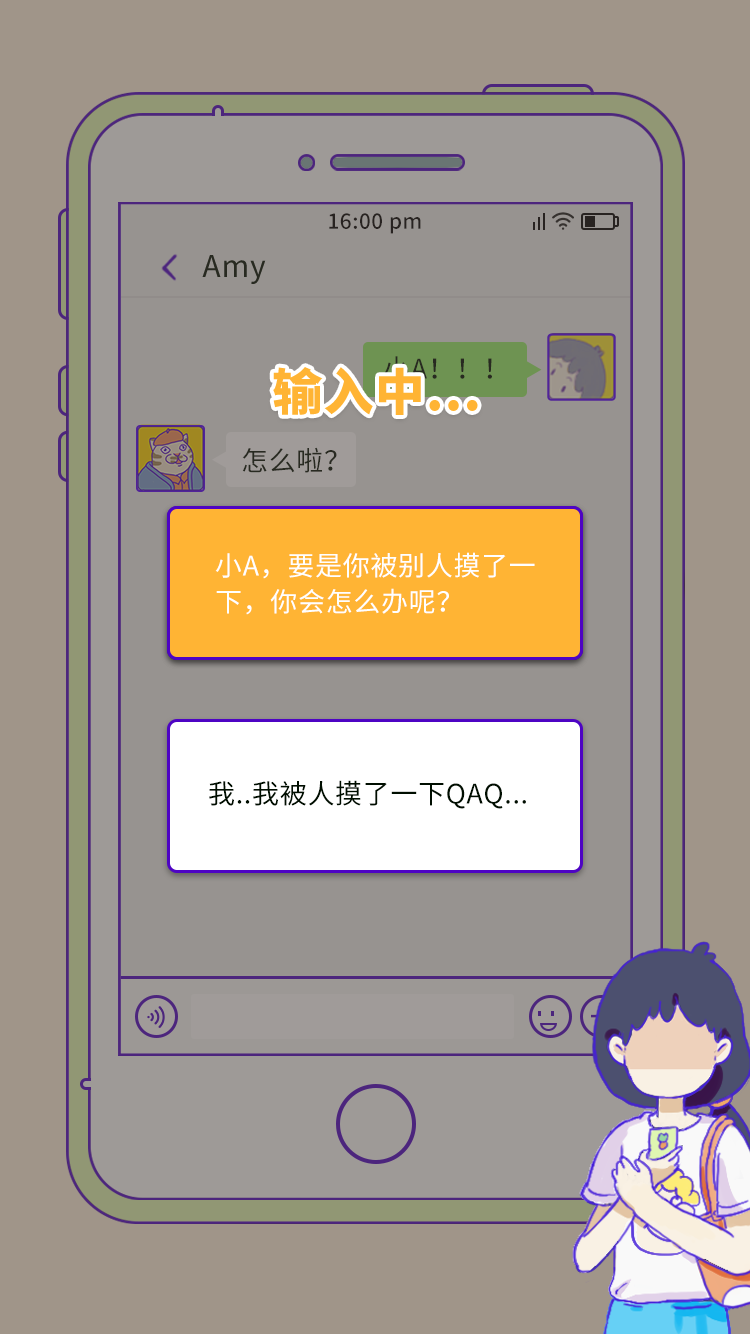 16:00 pm
Amy
小A！！！
输入中...
怎么啦？
小A，要是你被别人摸了一
下，你会怎么办呢？
我..我被人摸了一下QAQ...